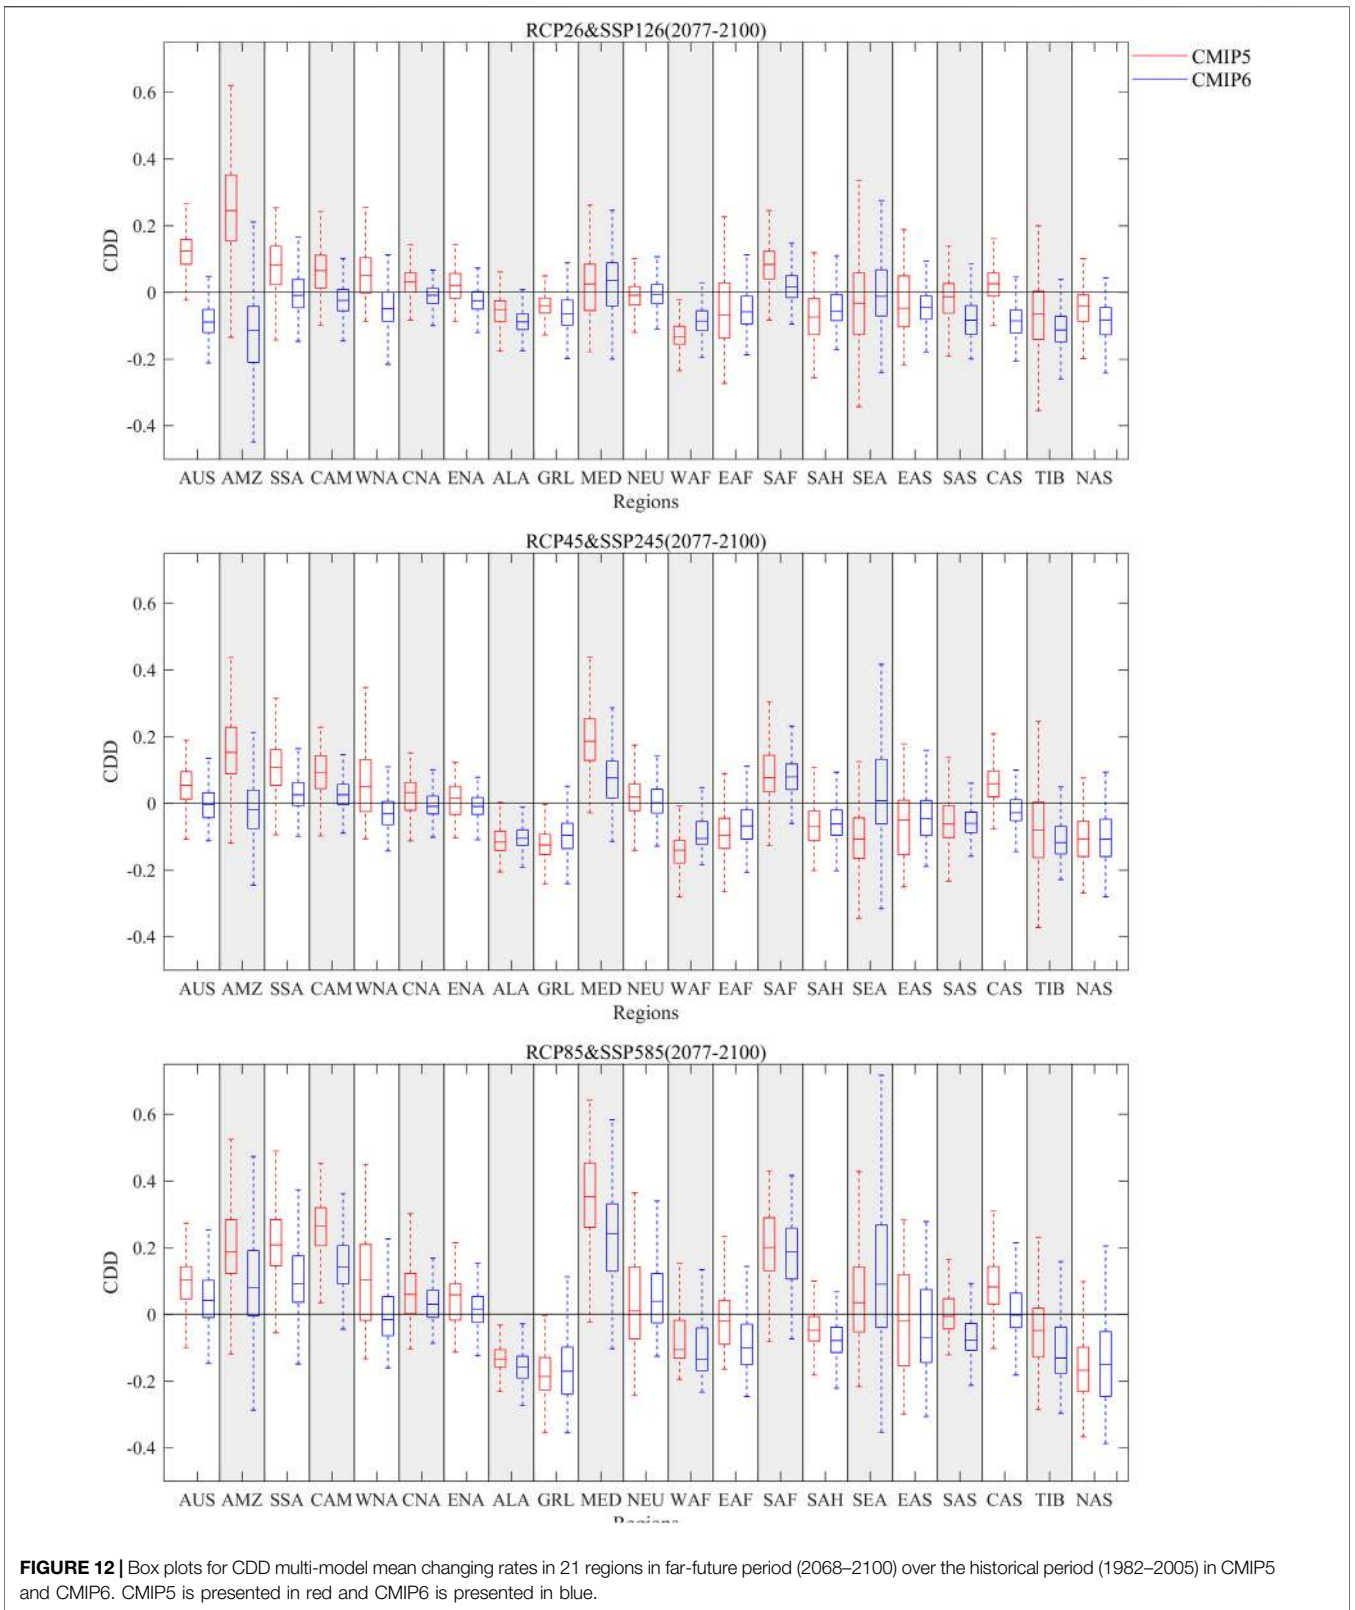 RCP26&SSP126(2077-2100)
CMIP5
CMIP6
0.6
0.4
0.2
0
-0.2
-0.4
CDD
AUS AMZ SSA CAM WNA CNA ENA ALA GRL MED NEU WAF EAF SAF SAH SEA EAS SAS CAS TIB NAS
Regions
RCP45&SSP245(2077-2100)
0.6
0.4
0.2
0
-0.2
-0.4
CDD
AUS AMZ SSA CAM WNA CNA ENA ALA GRL MED NEU WAF EAF SAF SAH SEA EAS SAS CAS TIB NAS
Regions
RCP85&SSP585(2077-2100)
0.6
0.4
0.2
0
-0.2
-0.4
CDD
AUS AMZ SSA CAM WNA CNA ENA ALA GRL MED NEU WAF EAF SAF SAH SEA EAS SAS CAS TIB NAS
Regions
FIGURE 12 | Box plots for CDD multi-model mean changing rates in 21 regions in far-future period (2068–2100) over the historical period (1982–2005) in CMIP5
and CMIP6. CMIP5 is presented in red and CMIP6 is presented in blue.